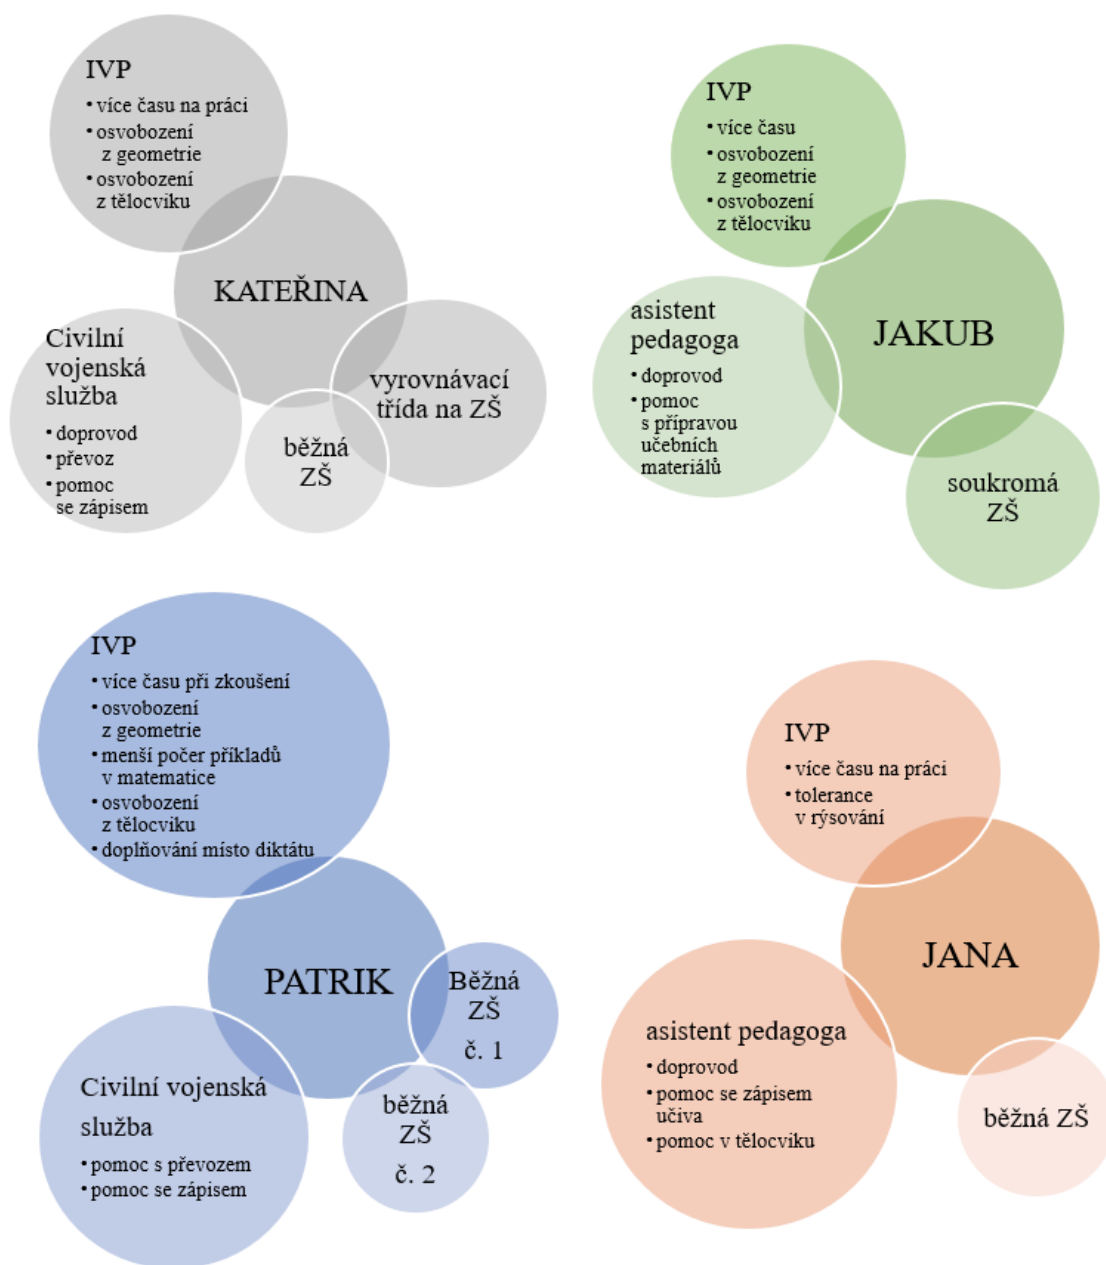 IVP
• více času na práci
• osvobození
z geometrie
• osvobození
z tělocviku
KATEŘINA
Civilní
vojenská
služba
• doprovod
• převoz
• pomoc
se zápisem
běžná
ZŠ
vyrovnávací
třída na ZŠ
IVP
• více času
• osvobození
z geometrie
• osvobození
z tělocviku
JAKUB
asistent
pedagoga
• doprovod
• pomoc
s přípravou
učebních
materiálů
soukromá
ZŠ
IVP
• více času při zkoušení
• osvobození
z geometrie
• menší počer příkladů
v matematice
• osvobození
z tělocviku
• doplňování místo diktátu
PATRIK
Běžná
ZŠ
č. 1
běžná
ZŠ
č. 2
Civilní vojenská
služba
• pomoc s převozem
• pomoc se zápisem
IVP
• více času na práci
• tolerance
v rýsování
JANA
asistent pedagoga
• doprovod
• pomoc se zápisem
učiva
• pomoc v tělocviku
běžná ZŠ